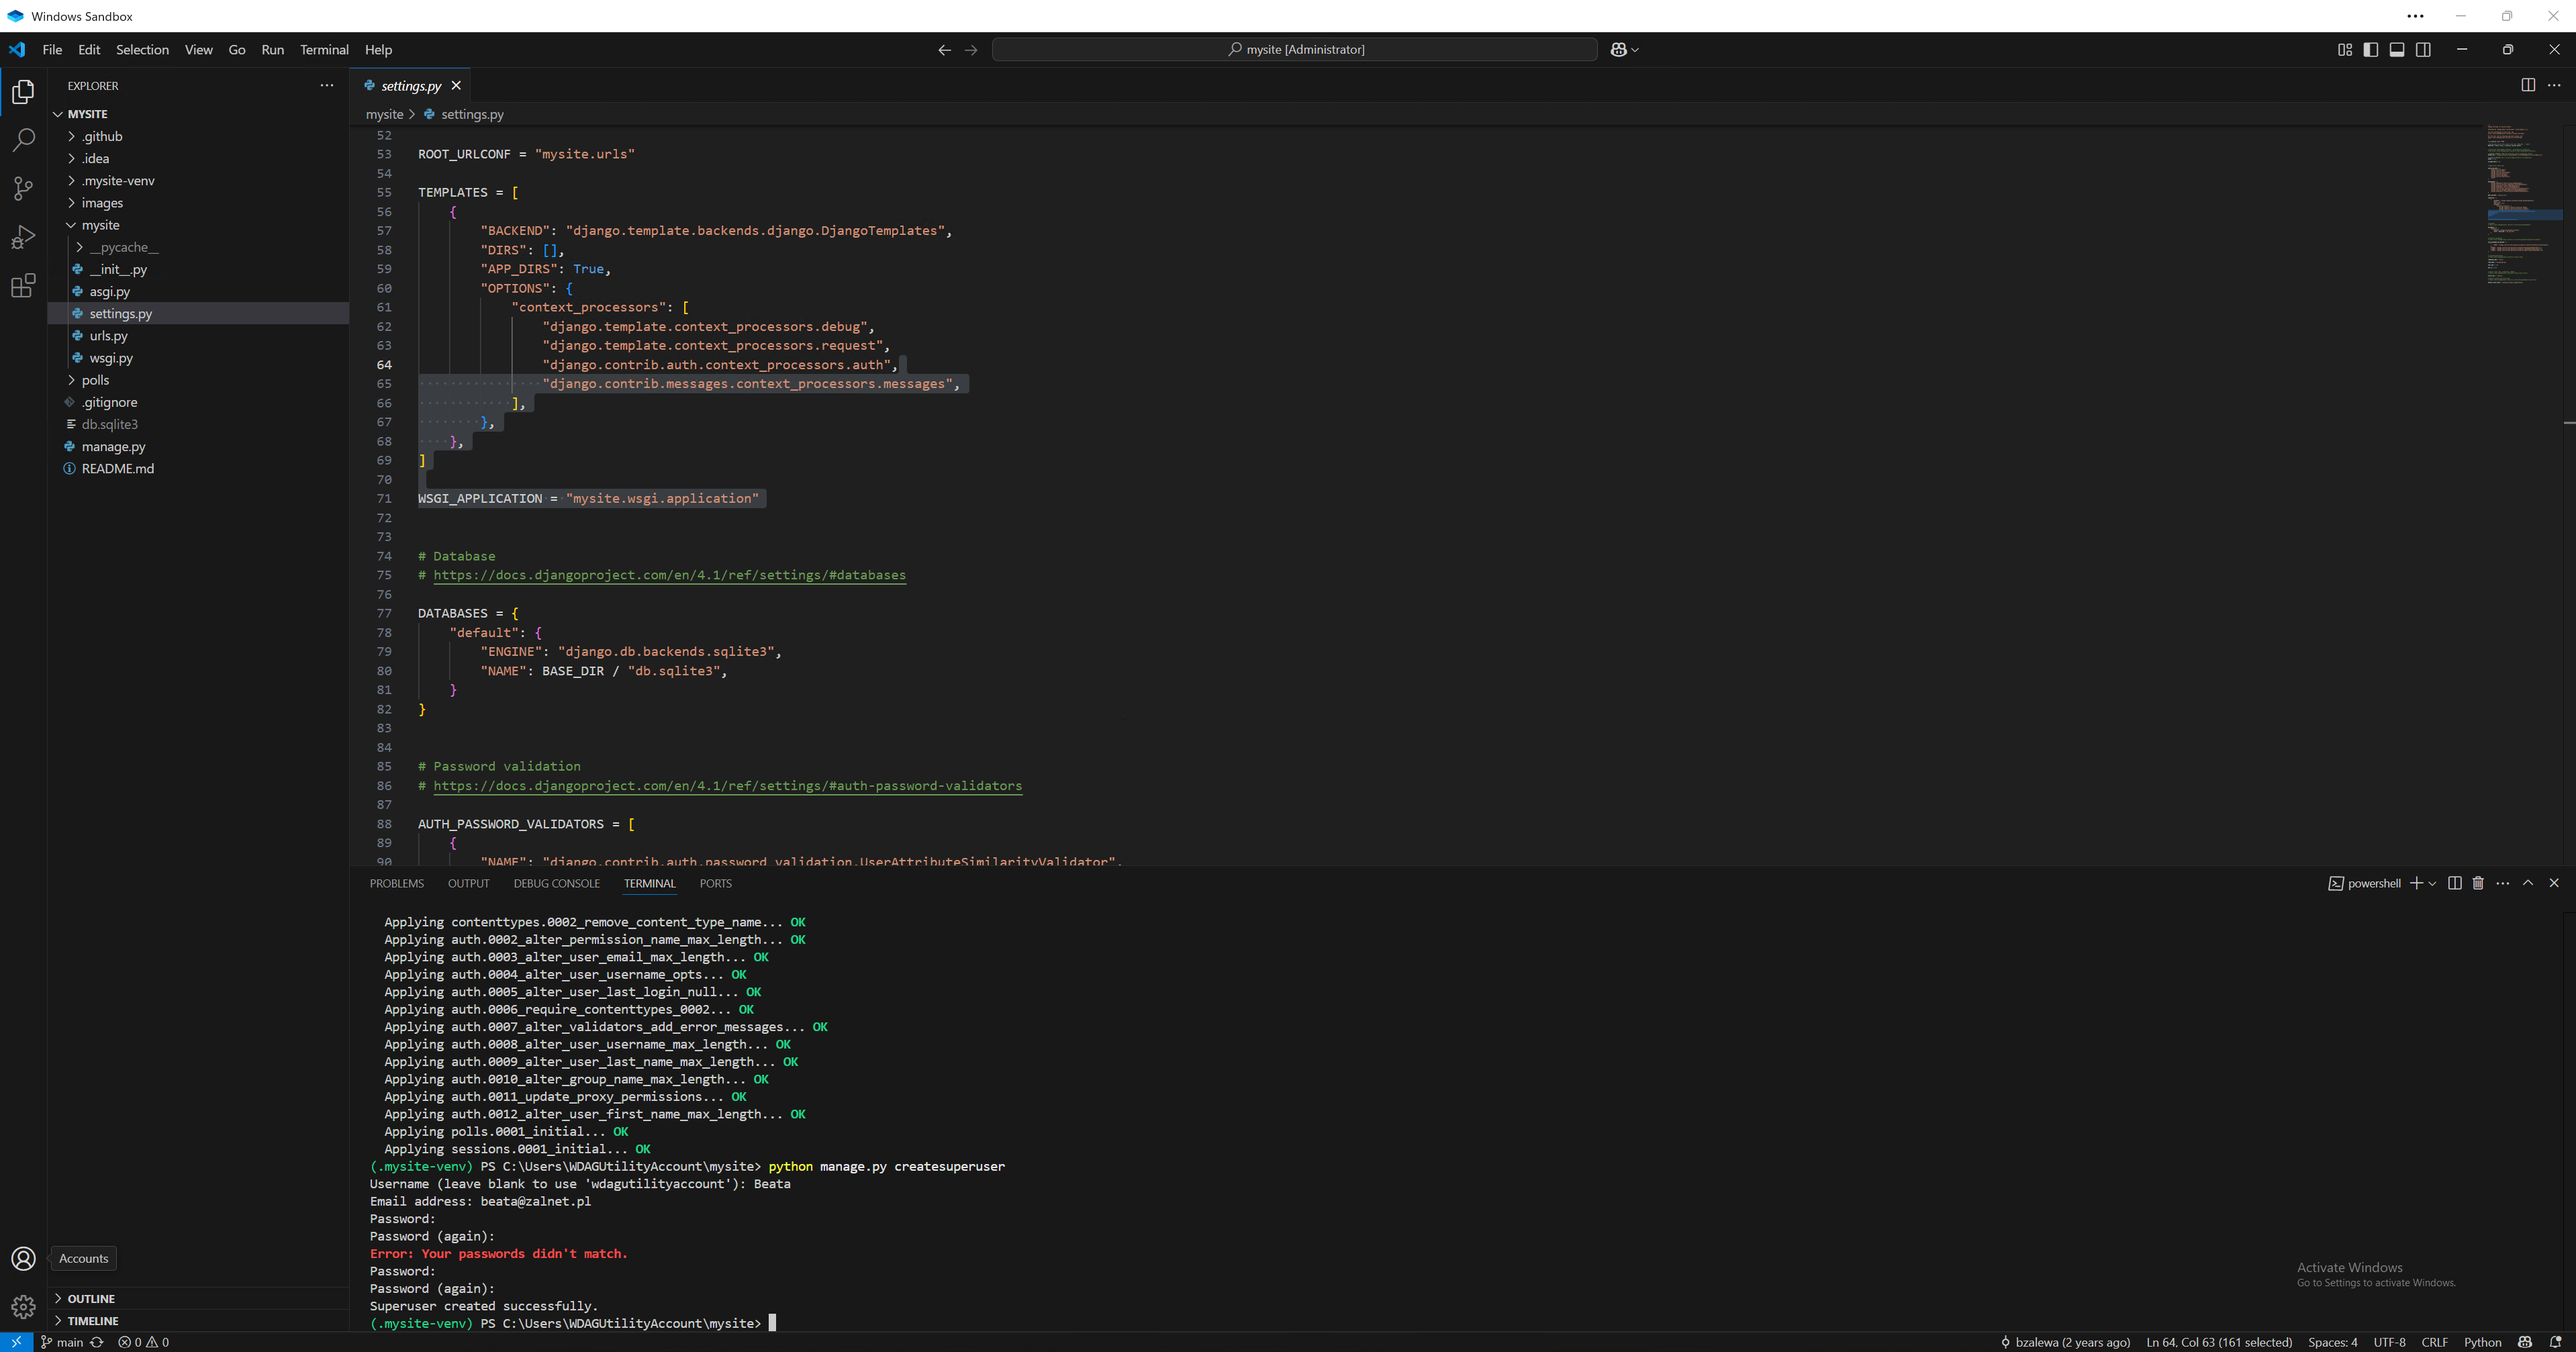 Windows Sandbox
File Edit Selection View Go Run Terminal Help
mysite [Administrator]
EXPLORER
MYSITE
.github
.idea
.mysite-venv
images
mysite
__pycache__
__init__.py
asgi.py
settings.py
urls.py
wsgi.py
polls
.gitignore
db.sqlite3
manage.py
README.md
Accounts
OUTLINE
TIMELINE
settings.py
mysite > settings.py
52
53 ROOT_URLCONF = "mysite.urls"
54
55 TEMPLATES = [
56 {
57 "BACKEND": "django.template.backends.django.DjangoTemplates",
58 "DIRS": [],
59 "APP_DIRS": True,
60 "OPTIONS": {
61 "context_processors": [
62 "django.template.context_processors.debug",
63 "django.template.context_processors.request",
64 "django.contrib.auth.context_processors.auth",
65 "django.contrib.messages.context_processors.messages",
66 ],
67 },
68 },
69 ]
70
71 WSGI_APPLICATION = "mysite.wsgi.application"
72
73
74 # Database
75 # https://docs.djangoproject.com/en/4.1/ref/settings/#databases
76
77 DATABASES = {
78 "default": {
79 "ENGINE": "django.db.backends.sqlite3",
80 "NAME": BASE_DIR / "db.sqlite3",
81 }
82 }
83
84
85 # Password validation
86 # https://docs.djangoproject.com/en/4.1/ref/settings/#auth-password-validators
87
88 AUTH_PASSWORD_VALIDATORS = [
89 {
90 "NAME": "django.contrib.auth.password_validation.UserAttributeSimilarityValidator",
PROBLEMS OUTPUT DEBUG CONSOLE TERMINAL PORTS
powershell
Applying contenttypes.0002_remove_content_type_name... OK
Applying auth.0002_alter_permission_name_max_length... OK
Applying auth.0003_alter_user_email_max_length... OK
Applying auth.0004_alter_user_username_opts... OK
Applying auth.0005_alter_user_last_login_null... OK
Applying auth.0006_require_contenttypes_0002... OK
Applying auth.0007_alter_validators_add_error_messages... OK
Applying auth.0008_alter_user_username_max_length... OK
Applying auth.0009_alter_user_last_name_max_length... OK
Applying auth.0010_alter_group_name_max_length... OK
Applying auth.0011_update_proxy_permissions... OK
Applying auth.0012_alter_user_first_name_max_length... OK
Applying polls.0001_initial... OK
Applying sessions.0001_initial... OK
(.mysite-venv) PS C:\Users\WDAGUtilityAccount\mysite> python manage.py createsuperuser
Username (leave blank to use 'wdagutilityaccount'): Beata
Email address: beata@zalnet.pl
Password:
Password (again):
Error: Your passwords didn't match.
Password:
Password (again):
Superuser created successfully.
(.mysite-venv) PS C:\Users\WDAGUtilityAccount\mysite>
Activate Windows
Go to Settings to activate Windows.
main 0 0 bzalewa (2 years ago) Ln 64, Col 63 (161 selected) Spaces: 4 UTF-8 CRLF Python